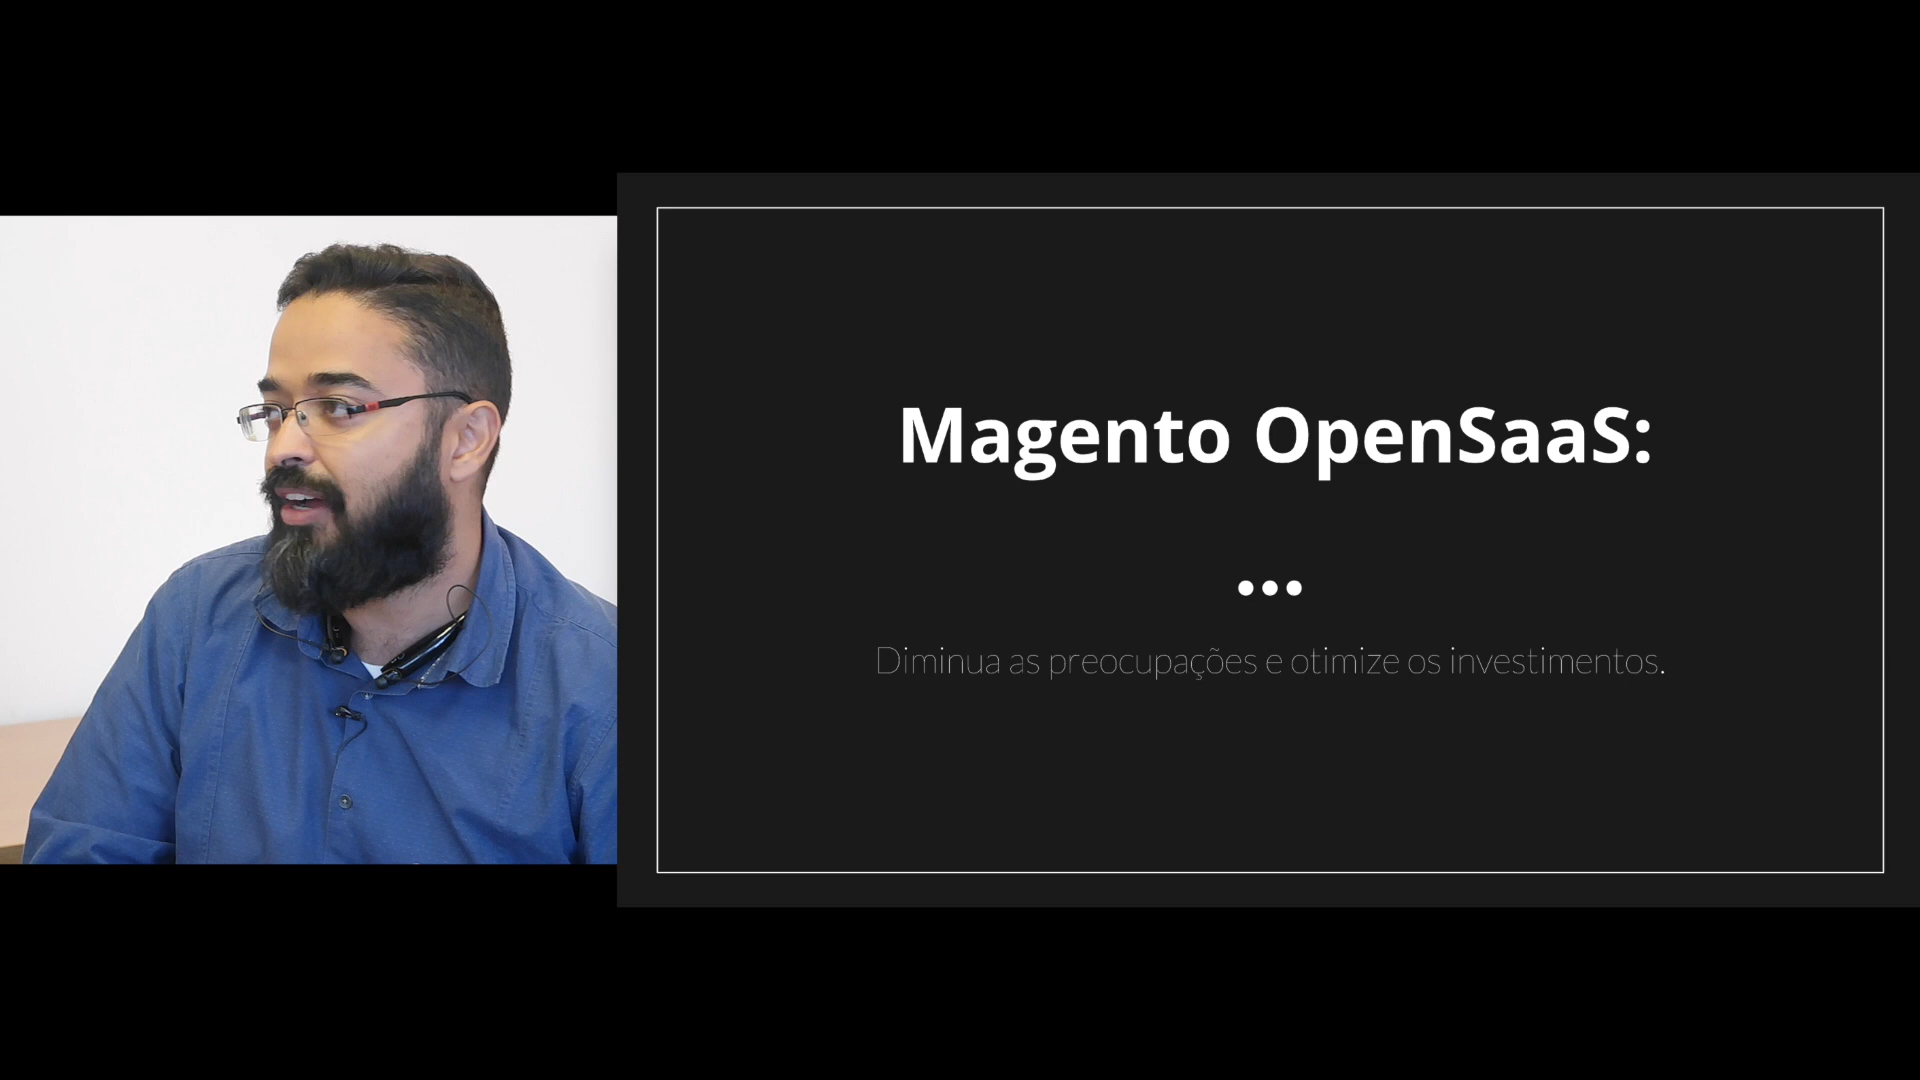 Magento OpenSaaS:
...
Diminua as preocupações e otimize os investimentos.